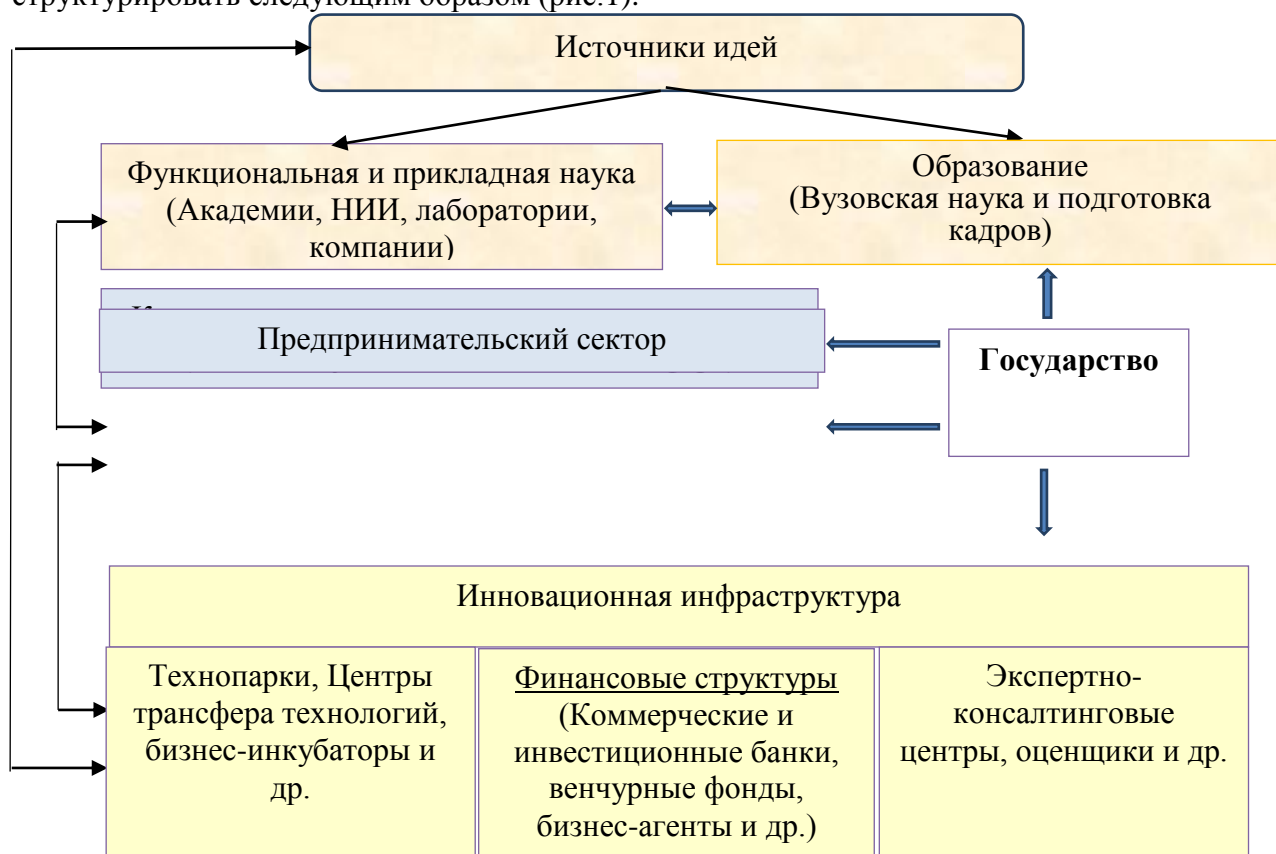 структурировать следующим образом (рис.1).
Источники идей
Функциональная и прикладная наука
(Академии, НИИ, лаборатории,
компании)
Образование
(Вузовская наука и подготовка
кадров)
Предпринимательский сектор
Государство
Инновационная инфраструктура
Технопарки, Центры
трансфера технологий,
бизнес-инкубаторы и
др.
Финансовые структуры
(Коммерческие и
инвестиционные банки,
венчурные фонды,
бизнес-агенты и др.)
Экспертно-
консалтинговые
центры, оценщики и др.